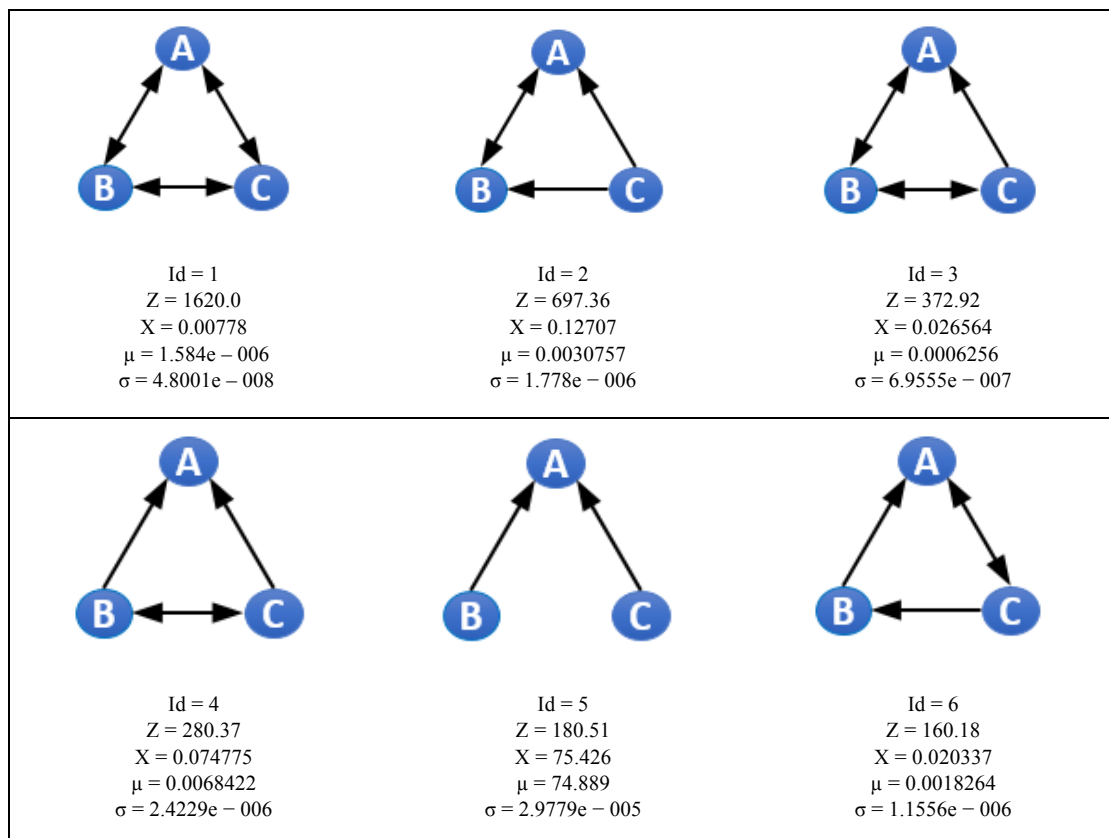 A
B
C
A
B
C
A
B
C
Id = 1
Z = 1620.0
X = 0.00778
µ = 1.584e – 006
σ = 4.8001e – 008
Id = 2
Z = 697.36
X = 0.12707
µ = 0.0030757
σ = 1.778e − 006
Id = 3
Z = 372.92
X = 0.026564
µ = 0.0006256
σ = 6.9555e − 007
A
B
C
A
B
C
A
B
C
Id = 4
Z = 280.37
X = 0.074775
µ = 0.0068422
σ = 2.4229e − 006
Id = 5
Z = 180.51
X = 75.426
µ = 74.889
σ = 2.9779e − 005
Id = 6
Z = 160.18
X = 0.020337
µ = 0.0018264
σ = 1.1556e − 006